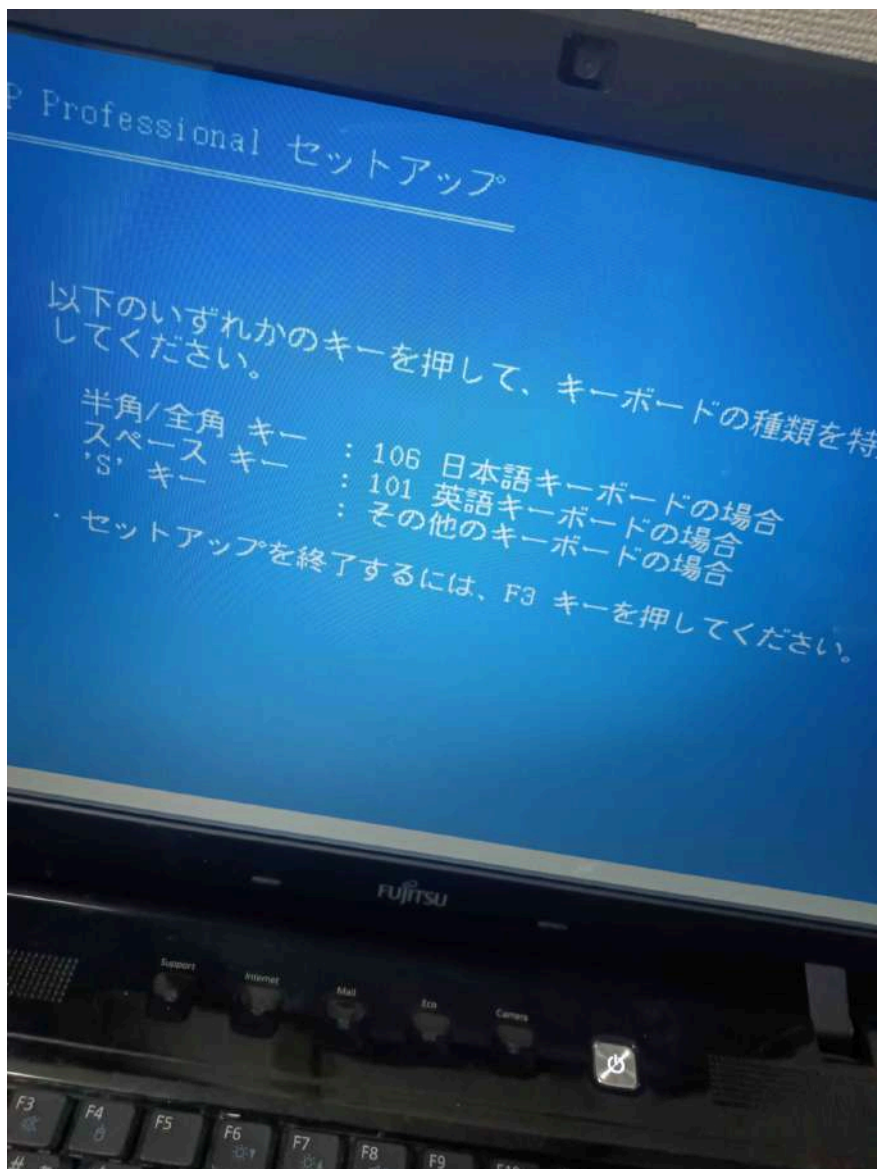 P Professional セットアップ
以下のいずれかのキーを押して、キーボードの種類を特
してください。
半角/全角 キー : 106 日本語キーボードの場合
スペース キー : 101 英語キーボードの場合
'S' キー : その他のキーボードの場合
・セットアップを終了するには、F3 キーを押してください。
FUJITSU
Support Internet Mail Eco Camera
F3 F4 F5 F6 F7 F8 F9 F10
#